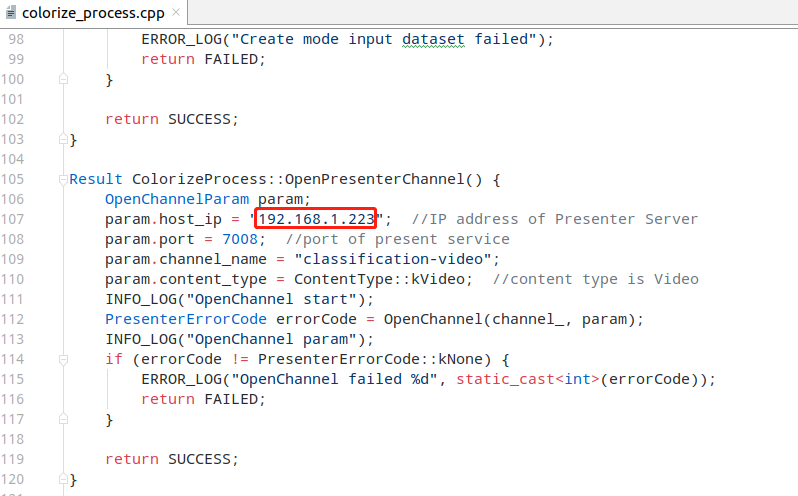 colorize_process.cpp
98 ERROR_LOG("Create mode input dataset failed");
99 return FAILED;
100 }
101
102 return SUCCESS;
103 }
104
105 Result ColorizeProcess::OpenPresenterChannel() {
106 OpenChannelParam param;
107 param.host_ip = "192.168.1.223"; //IP address of Presenter Server
108 param.port = 7008; //port of present service
109 param.channel_name = "classification-video";
110 param.content_type = ContentType::kVideo; //content type is Video
111 INFO_LOG("OpenChannel start");
112 PresenterErrorCode errorCode = OpenChannel(channel_, param);
113 INFO_LOG("OpenChannel param");
114 if (errorCode != PresenterErrorCode::kNone) {
115 ERROR_LOG("OpenChannel failed %d", static_cast<int>(errorCode));
116 return FAILED;
117 }
118
119 return SUCCESS;
120 }